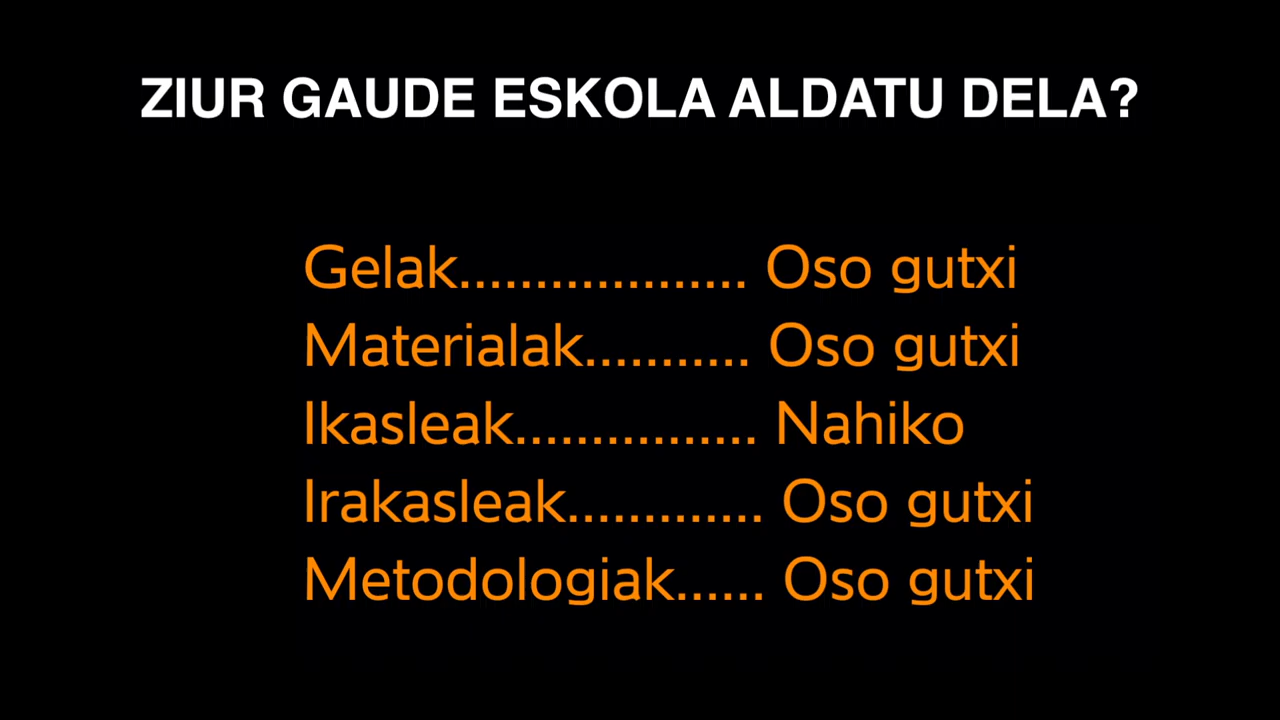 ZIUR GAUDE ESKOLA ALDATU DELA?
Gelak................... Oso gutxi
Materialak........... Oso gutxi
Ikasleak................ Nahiko
Irakasleak............. Oso gutxi
Metodologiak...... Oso gutxi